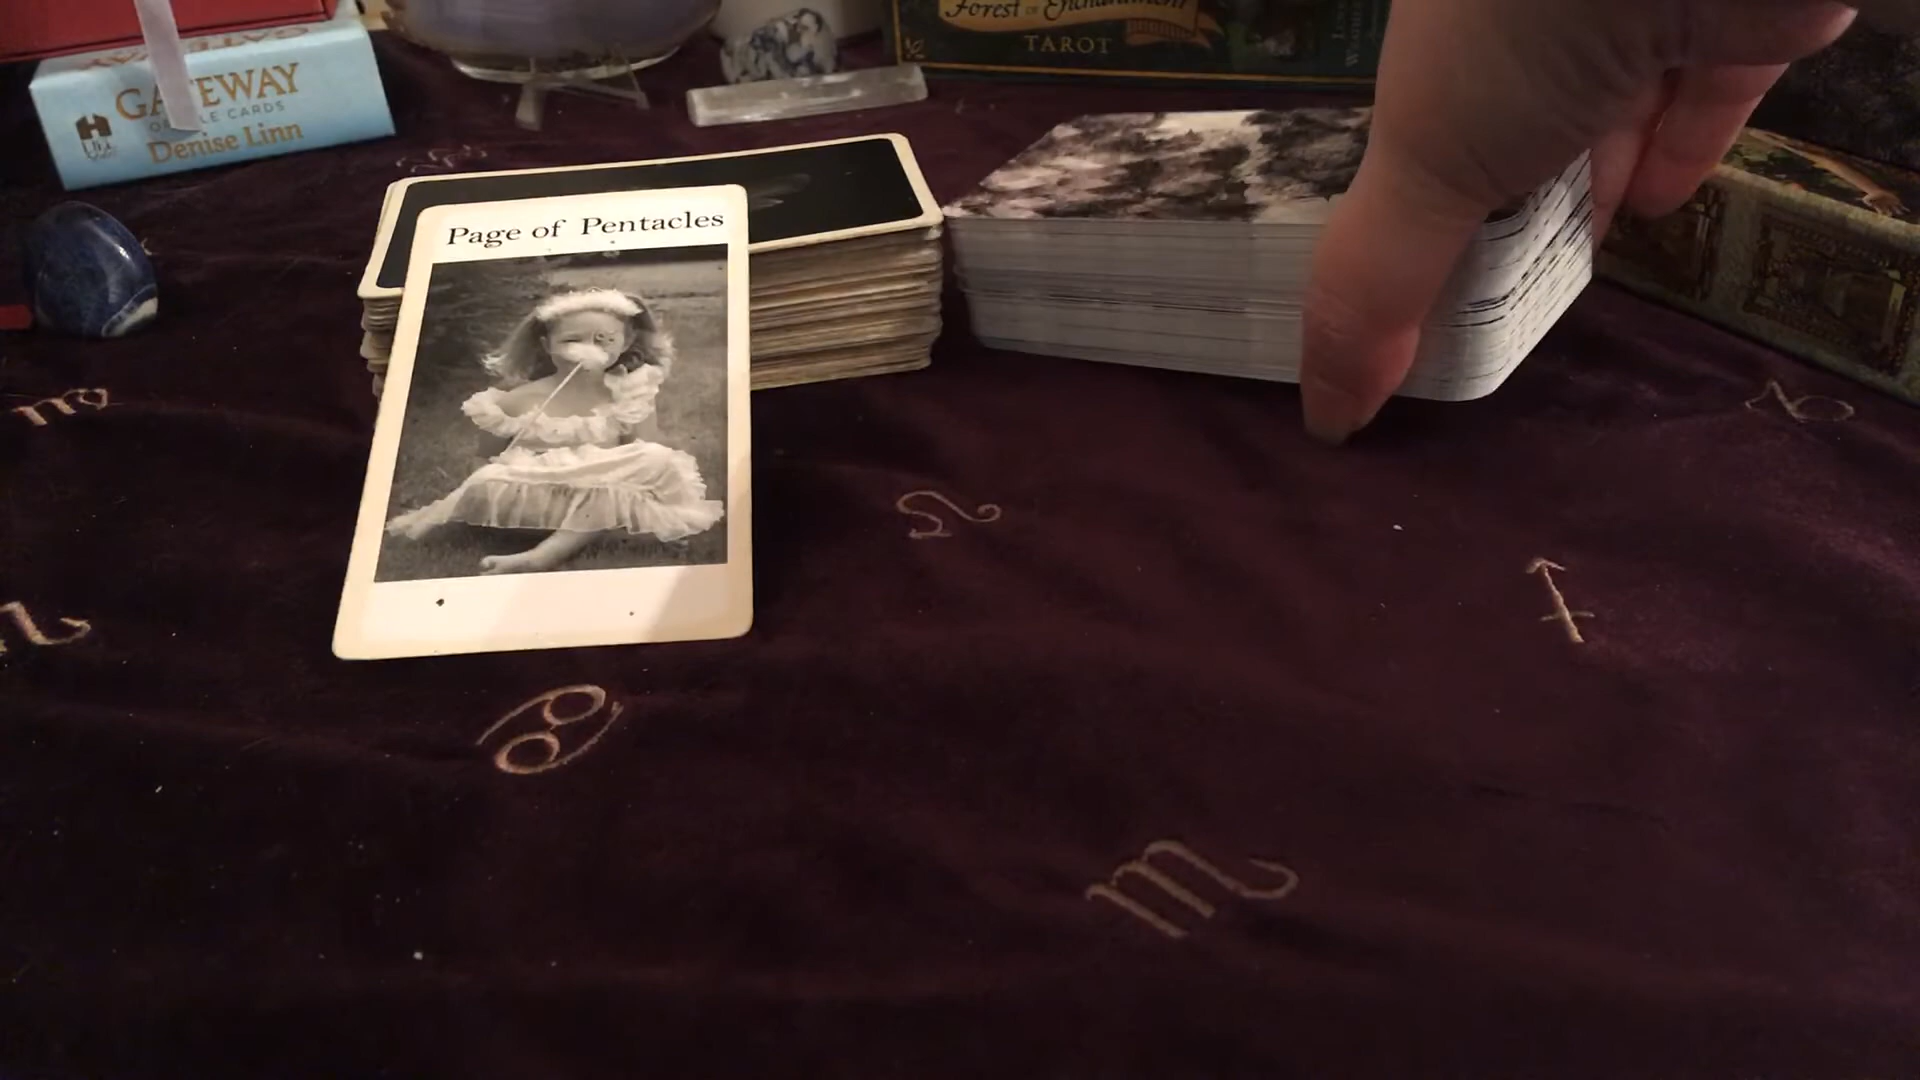 GATEWAY
ORACLE CARDS
Denise Linn
Forest of Enchantment
TAROT
Page of Pentacles